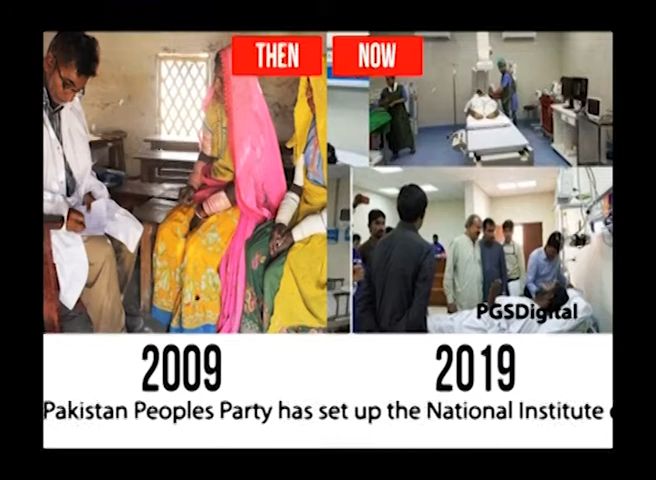 THEN NOW
PGSDigital
2009 2019
Pakistan Peoples Party has set up the National Institute